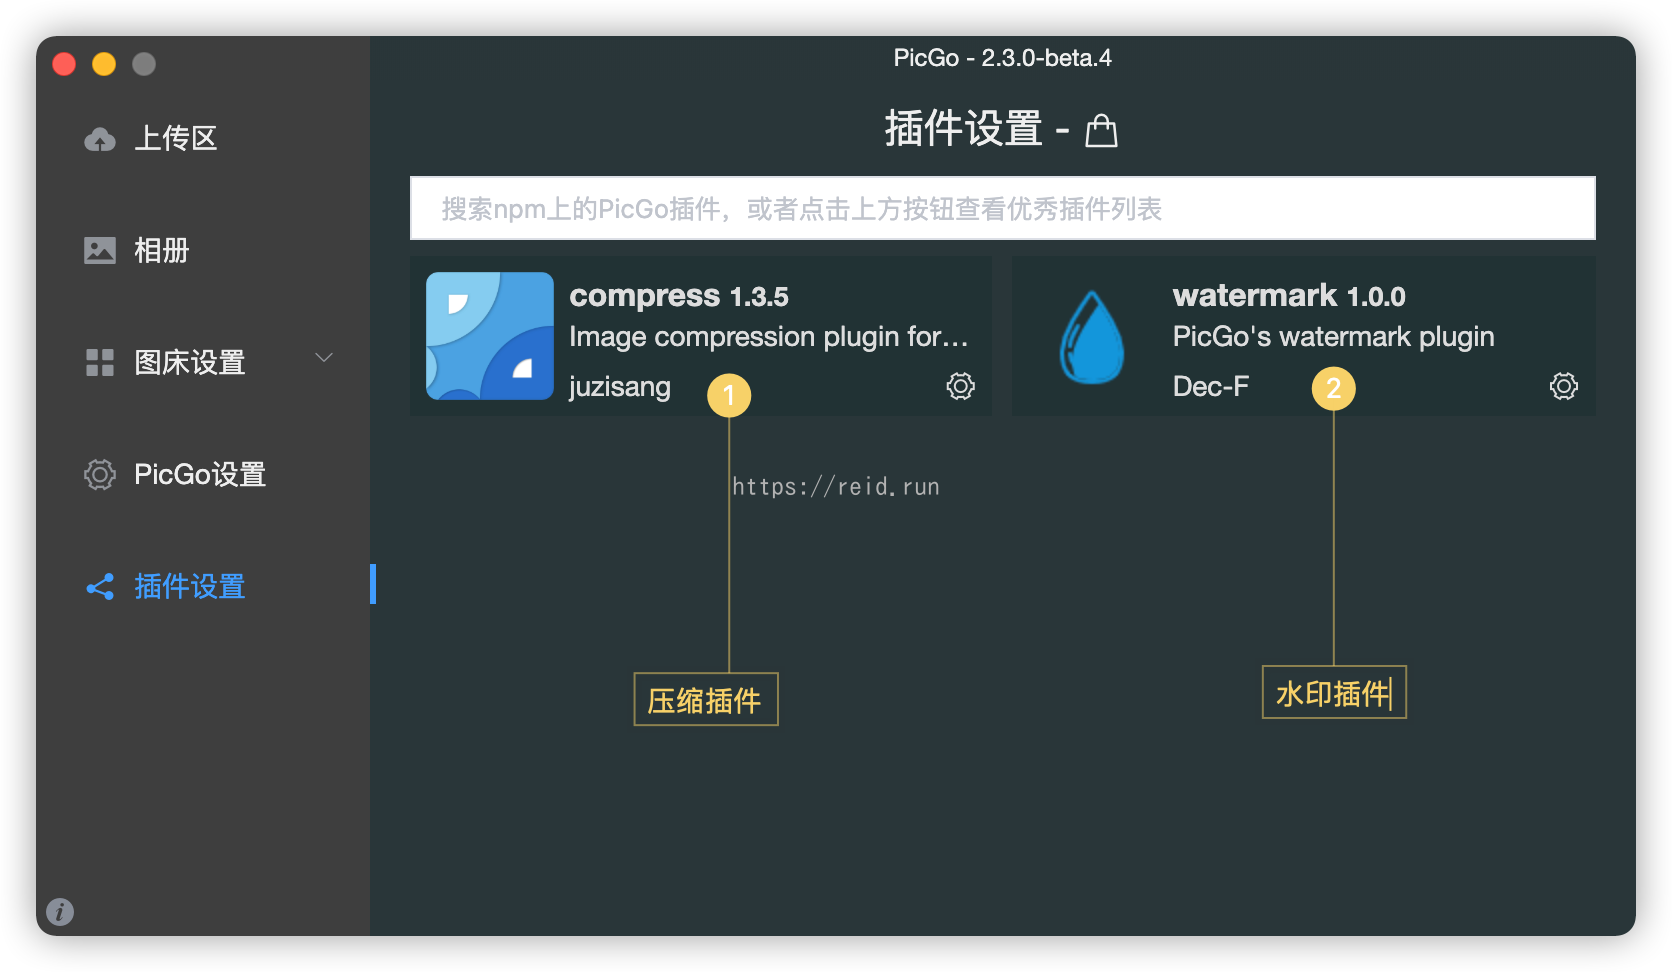 PicGo - 2.3.0-beta.4
上传区
相册
图床设置
PicGo设置
插件设置
插件设置 -
搜索npm上的PicGo插件，或者点击上方按钮查看优秀插件列表
compress 1.3.5
Image compression plugin for...
juzisang
1
watermark 1.0.0
PicGo's watermark plugin
Dec-F
2
https://reid.run
压缩插件
水印插件